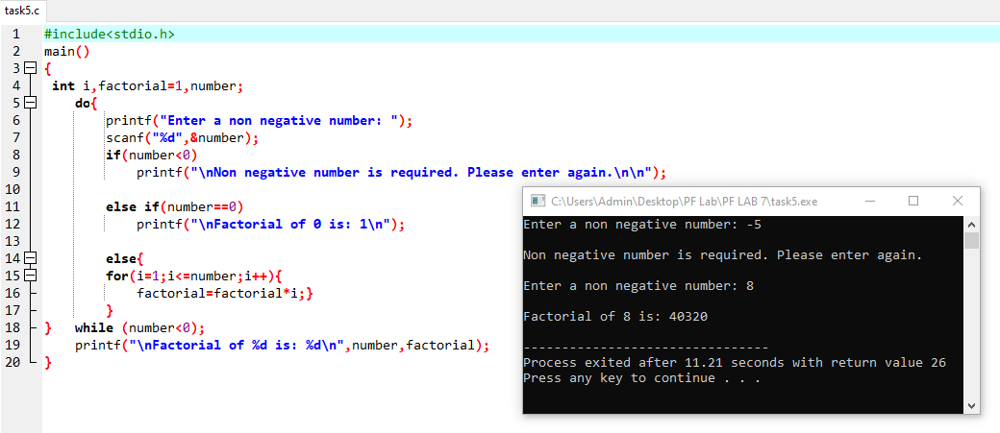 task5.c
1 #include<stdio.h>
2 main()
3 {
4 int i,factorial=1,number;
5 do{
6 printf("Enter a non negative number: ");
7 scanf("%d",&number);
8 if(number<0)
9 printf("\nNon negative number is required. Please enter again.\n\n");
10
11 else if(number==0)
12 printf("\nFactorial of 0 is: 1\n");
13
14 else{
15 for(i=1;i<=number;i++){
16 factorial=factorial*i;}
17 }
18 } while (number<0);
19 printf("\nFactorial of %d is: %d\n",number,factorial);
20 }
C:\Users\Admin\Desktop\PF Lab\PF LAB 7\task5.exe
Enter a non negative number: -5
Non negative number is required. Please enter again.
Enter a non negative number: 8
Factorial of 8 is: 40320
--------------------------------
Process exited after 11.21 seconds with return value 26
Press any key to continue . . .